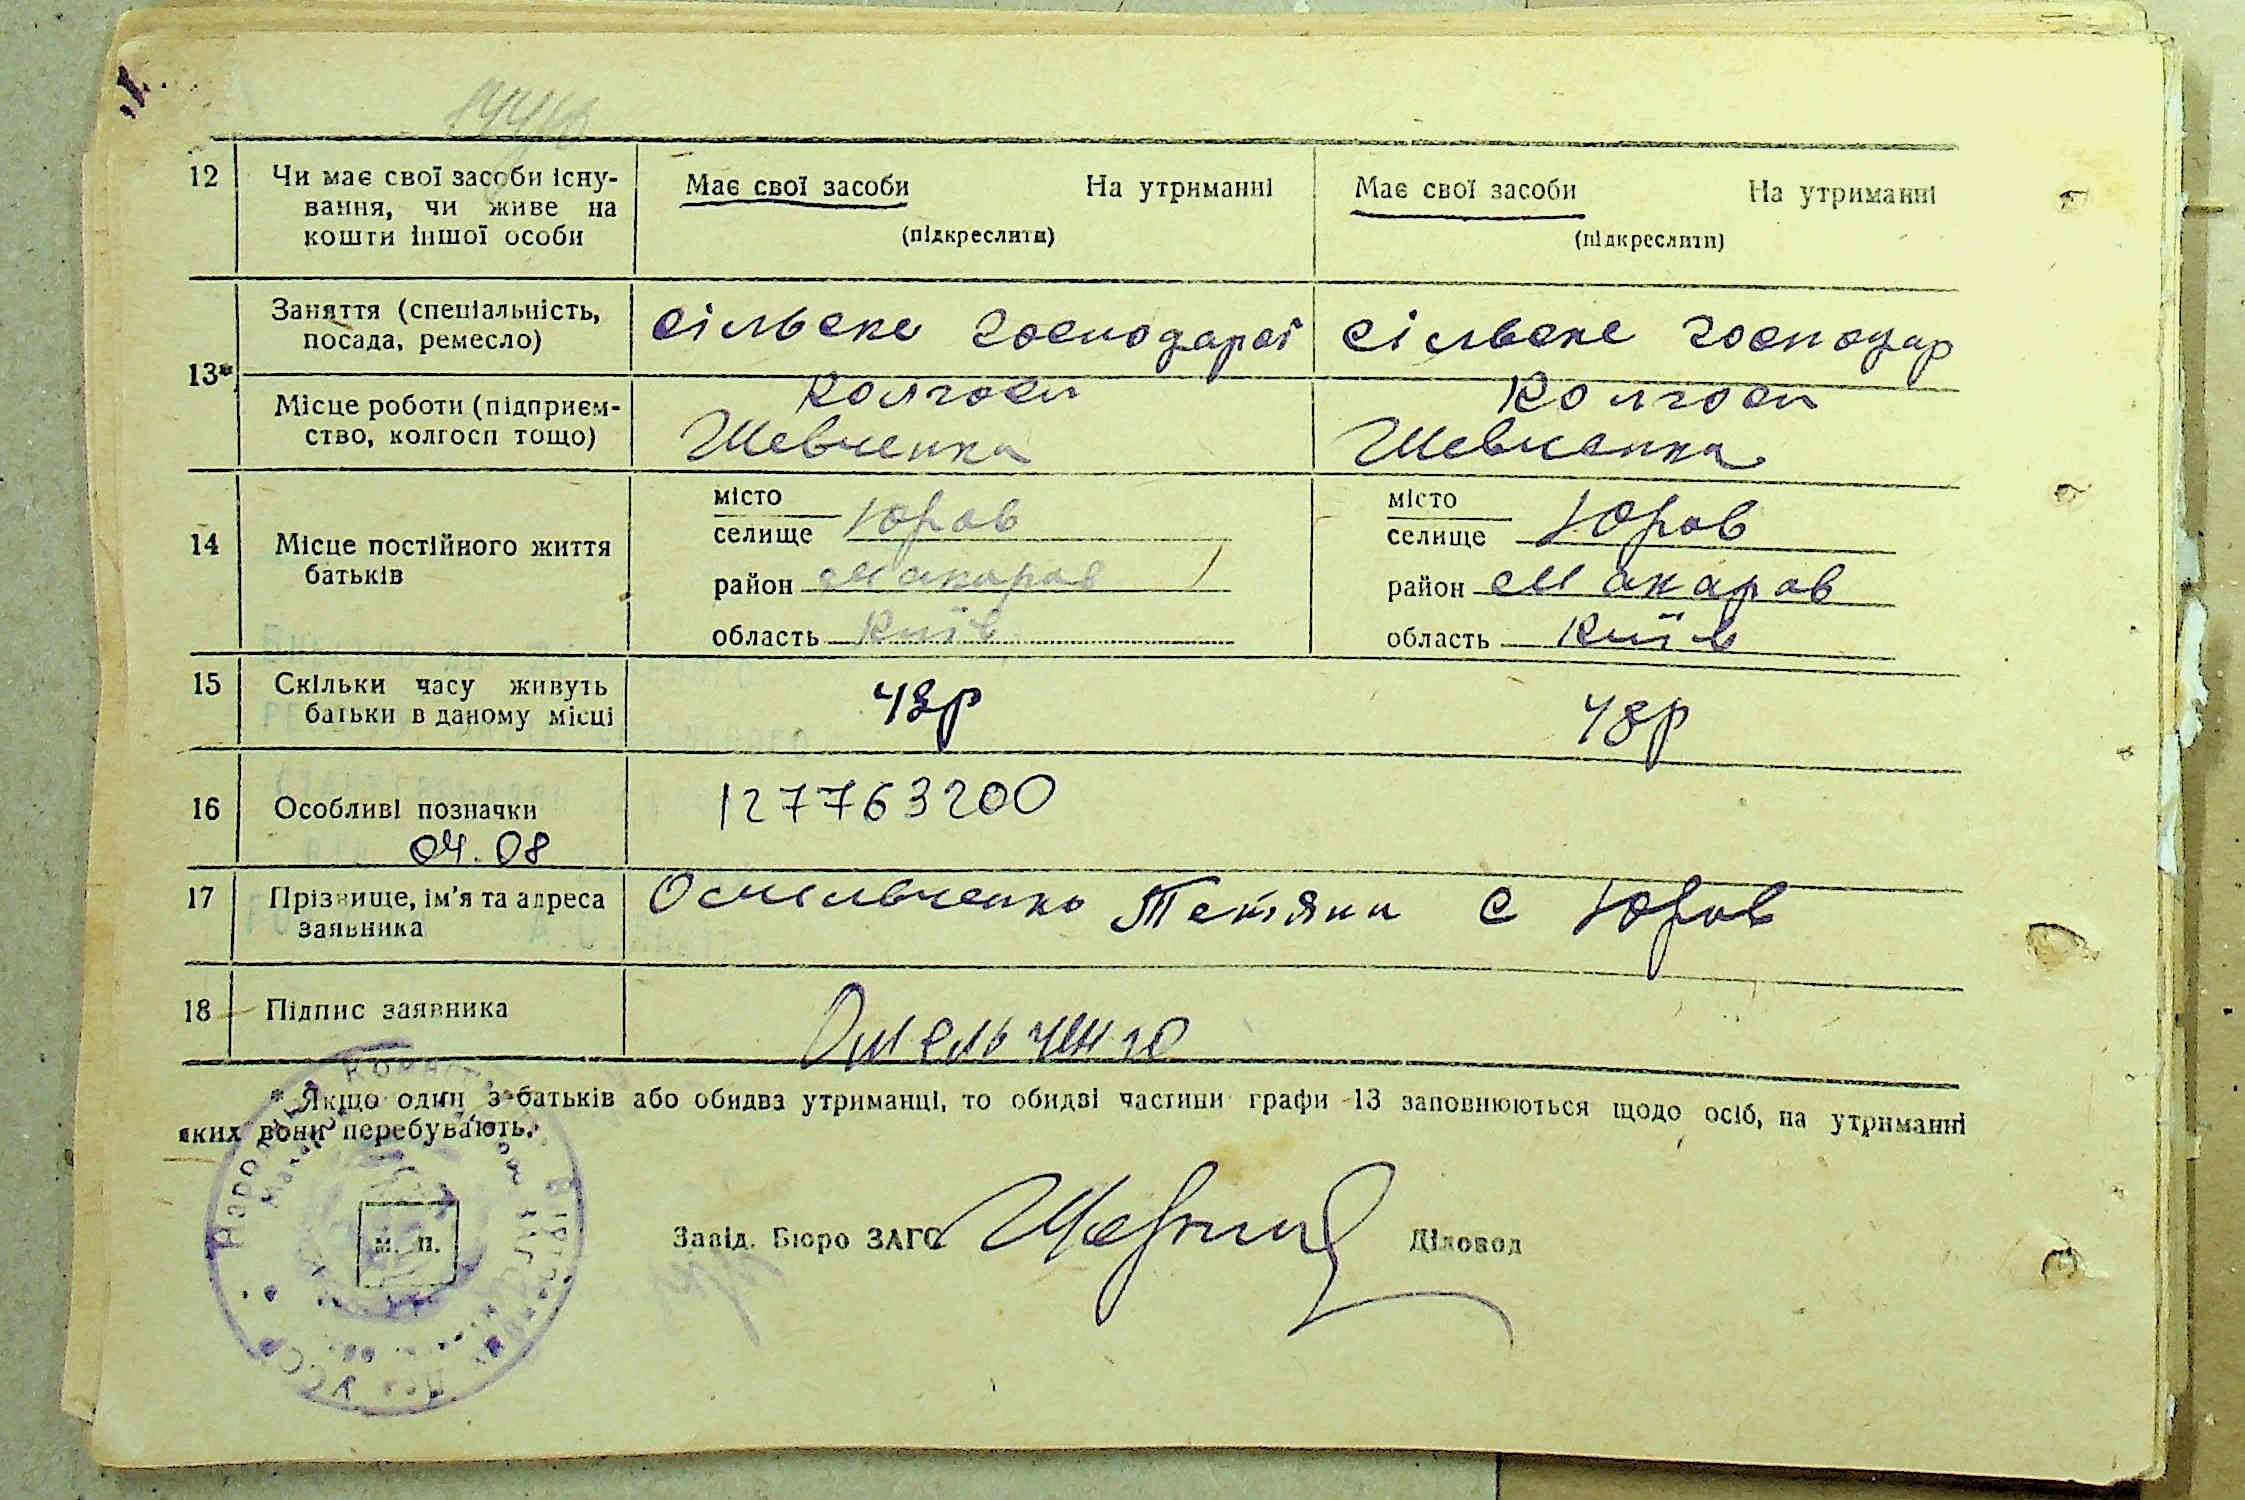 12
Чи має свої засоби існу-
вання, чи живе на
кошти іншої особи
Має свої засоби На утриманні
(підкреслити)
Має свої засоби На утриманні
(підкреслити)
13*
Заняття (спеціальність,
посада, ремесло)
сільське господарсі
сільске господар
Місце роботи (підприєм-
ство, колгосп тощо)
Колгосп
Шевченка
Колгосп
Шевченка
14
Місце постійного життя
батьків
місто
селище Юров
район Макаров
область Київ
місто
селище Юров
район Макаров
область Київ
15
Скільки часу живуть
батьки в даному місці
48р
48р
16
Особливі позначки
04.08
127763200
17
Прізвище, ім'я та адреса
заявника
Омельченко Тетяни с Юров
18
Підпис заявника
Омельченко
* Якщо один з батьків або обидва утриманці, то обидві частини графи 13 заповнюються щодо осіб, на утриманні
яких вони перебувають.
м. п.
Завід. Бюро ЗАГС
Діловод